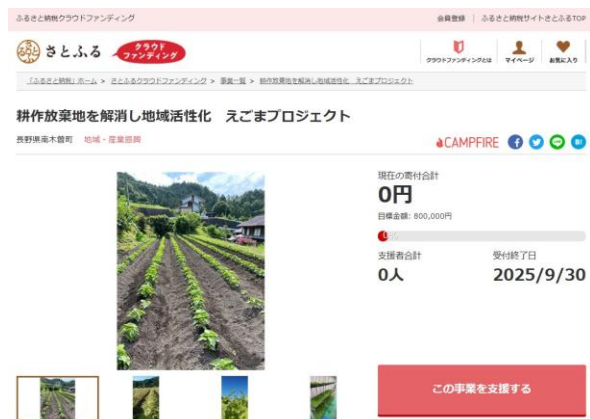 ふるさと納税クラウドファンディング
会員登録 | ふるさと納税サイトさとふるTOP
さとふる クラウドファンディング
クラウドファンディングとは マイページ お気に入り
「ふるさと納税」ホーム > さとふるクラウドファンディング > 事業一覧 > 耕作放棄地を解消し地域活性化 えごまプロジェクト
耕作放棄地を解消し地域活性化 えごまプロジェクト
長野県南木曽町 地域・産業振興
CAMPFIRE
現在の寄付合計
0円
目標金額: 800,000円
0%
支援者合計 受付終了日
0人 2025/9/30
この事業を支援する